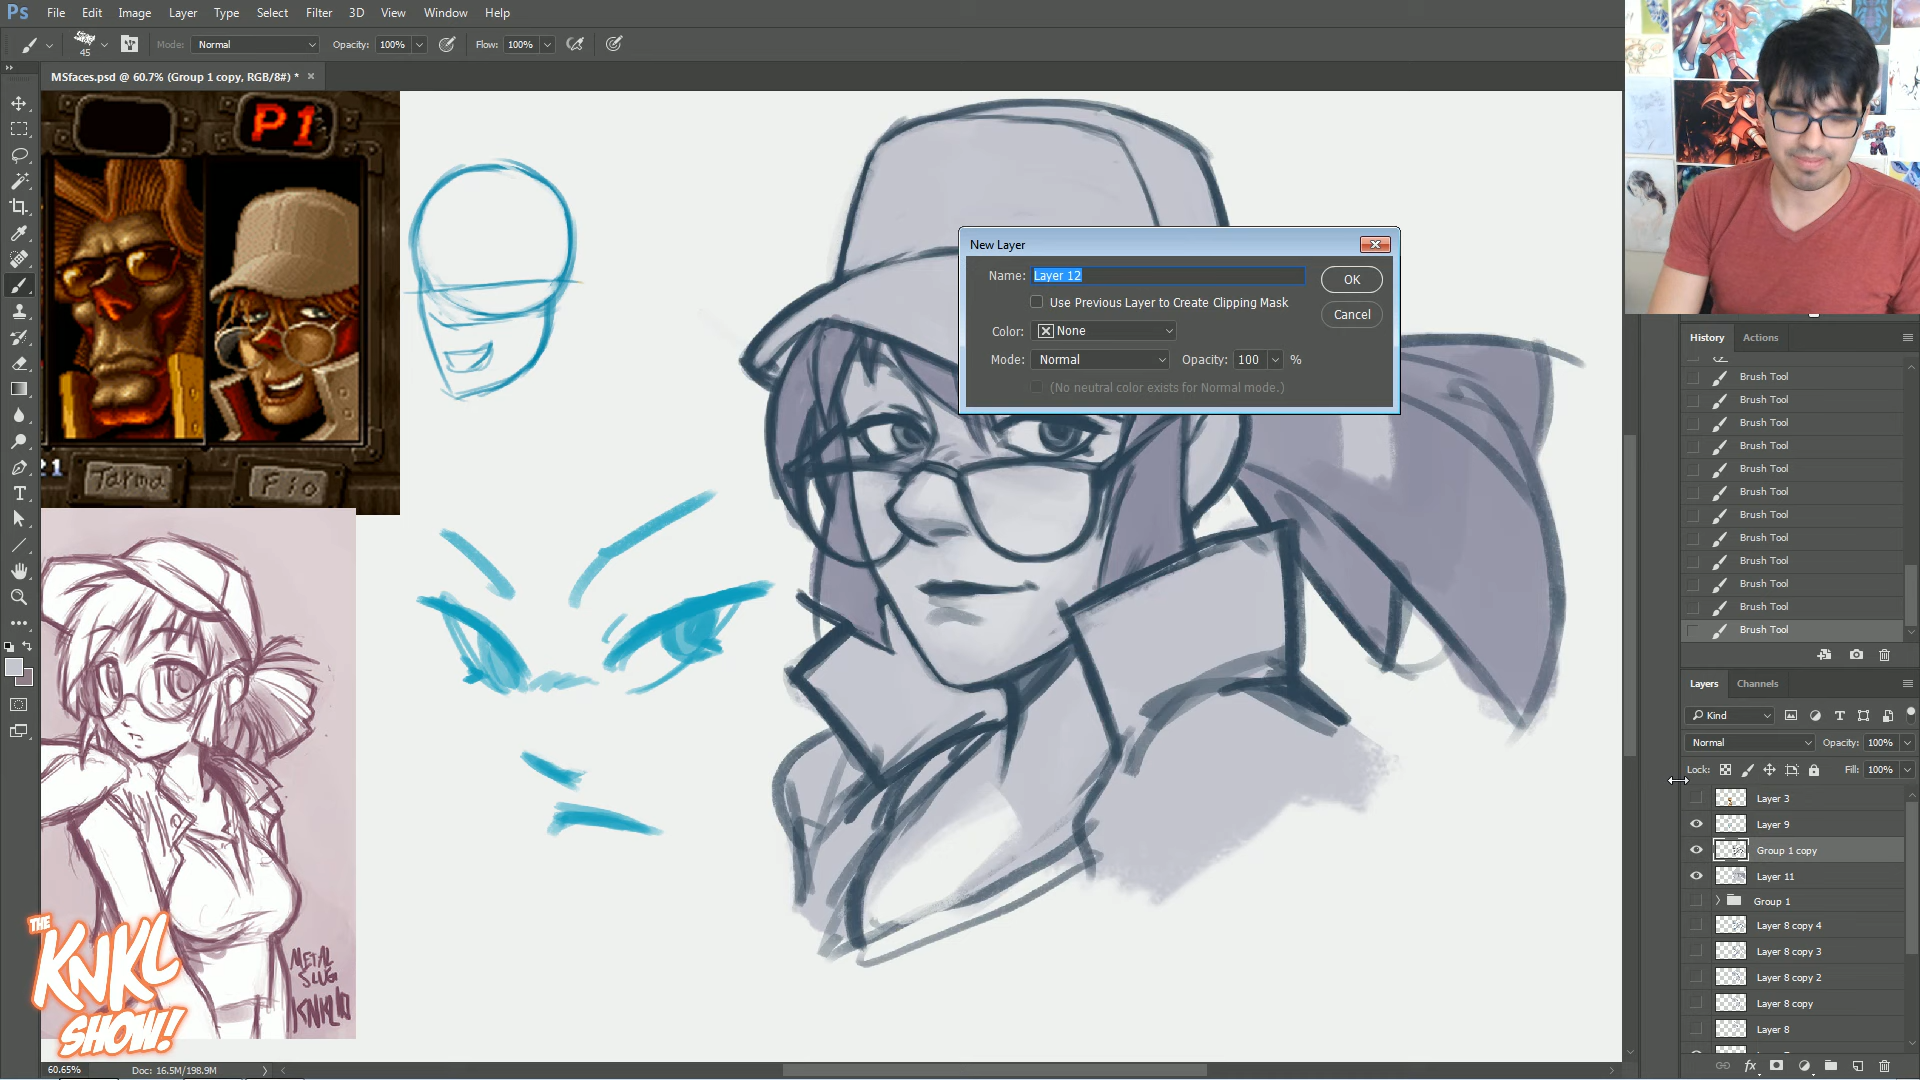 Ps File Edit Image Layer Type Select Filter 3D View Window Help
45 Mode: Normal Opacity: 100% Flow: 100%
MSfaces.psd @ 60.7% (Group 1 copy, RGB/8#) * ×
P1
Tarma Fio
METAL
SLUG
KNKL
THE
KNKL
SHOW!
New Layer
Name: Layer 12 OK
Use Previous Layer to Create Clipping Mask
Cancel
Color: None
Mode: Normal Opacity: 100 %
(No neutral color exists for Normal mode.)
History Actions
Brush Tool
Brush Tool
Brush Tool
Brush Tool
Brush Tool
Brush Tool
Brush Tool
Brush Tool
Brush Tool
Brush Tool
Brush Tool
Brush Tool
Layers Channels
Kind
Normal Opacity: 100%
Lock: Fill: 100%
Layer 3
Layer 9
Group 1 copy
Layer 11
Group 1
Layer 8 copy 4
Layer 8 copy 3
Layer 8 copy 2
Layer 8 copy
Layer 8
60.65% Doc: 16.5M/198.9M